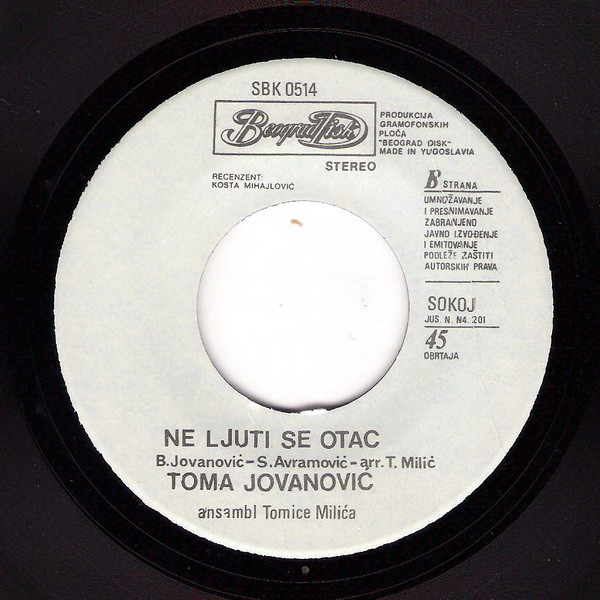 SBK 0514
Beograd Disk
PRODUKCIJA
GRAMOFONSKIH
PLOČA
"BEOGRAD DISK"
MADE IN YUGOSLAVIA
STEREO
RECENZENT:
KOSTA MIHAJLOVIĆ
B STRANA
UMNOŽAVANJE
I PRESNIMAVANJE
ZABRANJENO
JAVNO IZVOĐENJE
I EMITOVANJE
PODLEŽE ZAŠTITI
AUTORSKIH PRAVA
SOKOJ
JUS. N. N4. 201
45
OBRTAJA
NE LJUTI SE OTAC
B. Jovanović - S. Avramović - arr. T. Milić
TOMA JOVANOVIĆ
ansambl Tomice Milića